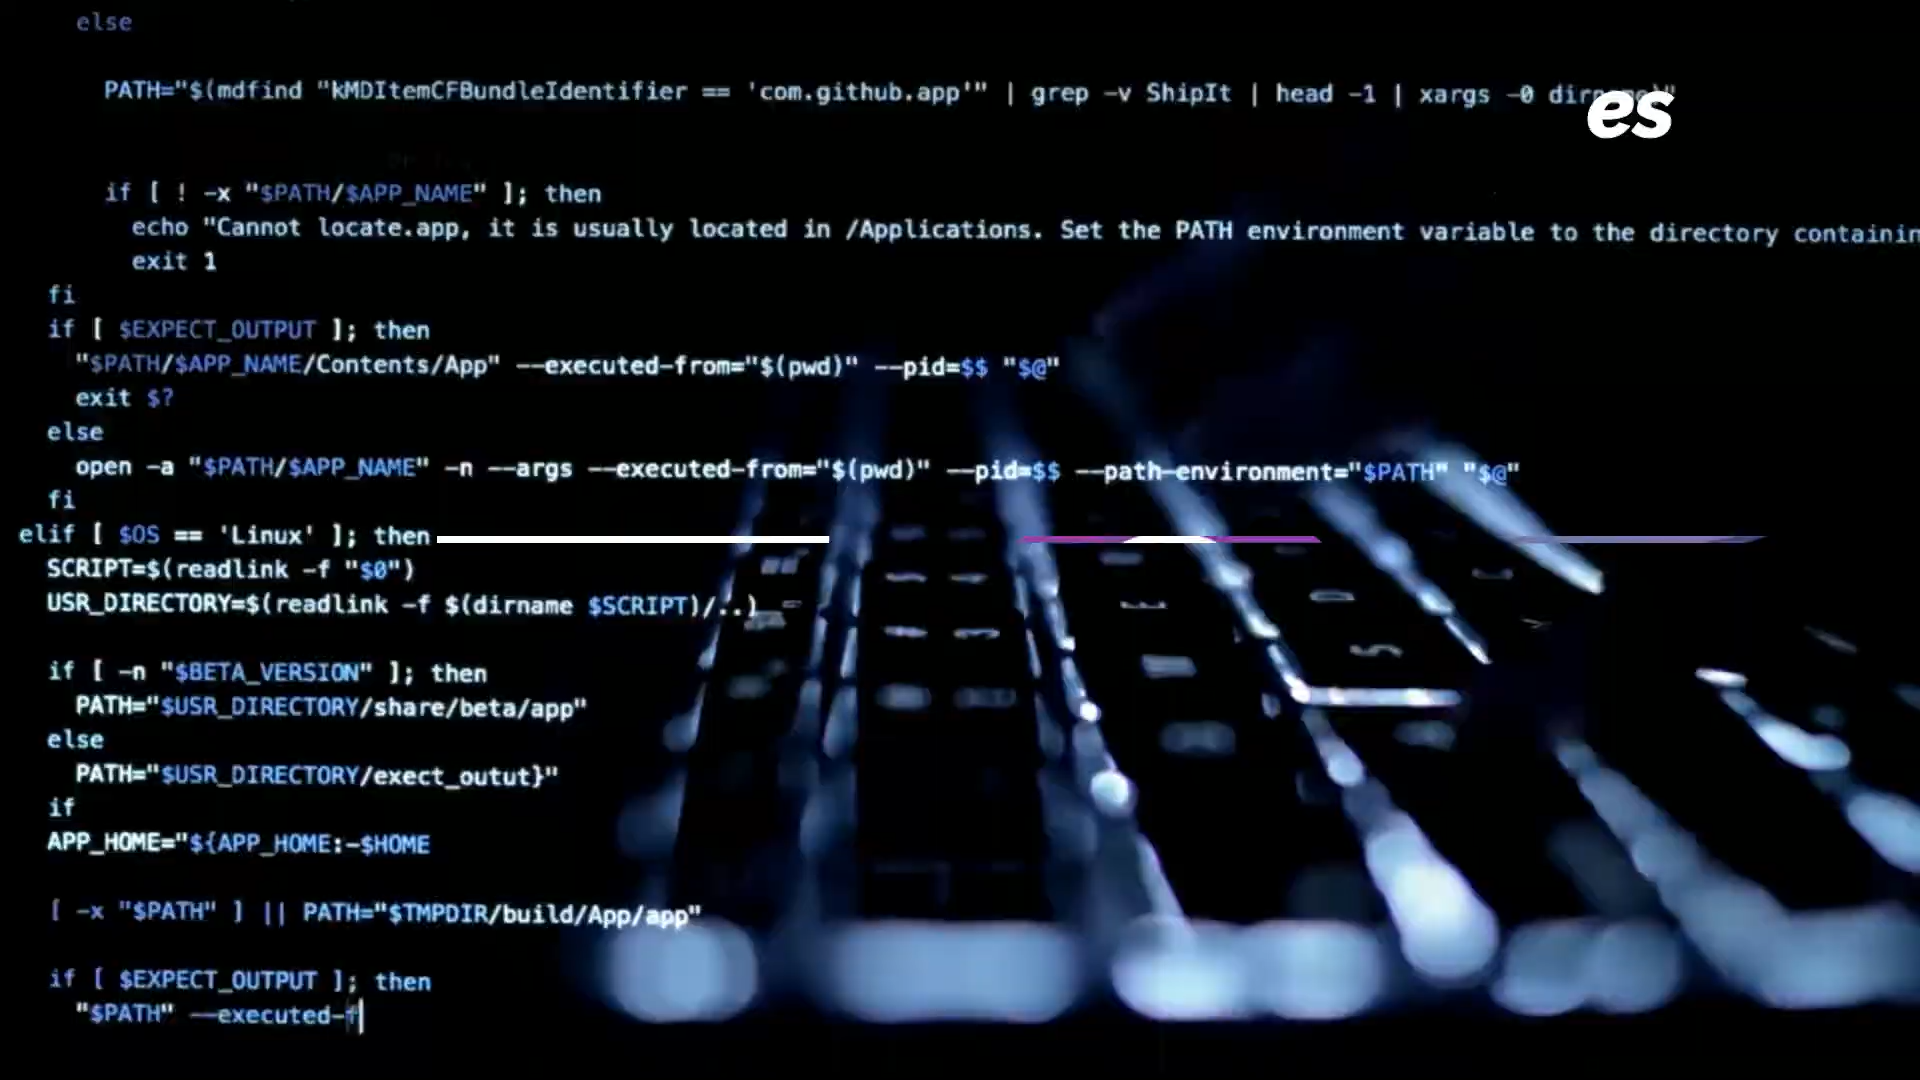 else
PATH="$(mdfind "kMDItemCFBundleIdentifier == 'com.github.app'" | grep -v ShipIt | head -1 | xargs -0
es
if [ ! -x "$PATH/$APP_NAME" ]; then
echo "Cannot locate.app, it is usually located in /Applications. Set the PATH environment variable to the directory containin
exit 1
fi
if [ $EXPECT_OUTPUT ]; then
"$PATH/$APP_NAME/Contents/App" --executed-from="$(pwd)" --pid=$$ "$@"
exit $?
else
open -a "$PATH/$APP_NAME" -n --args --executed-from="$(pwd)" --pid=$$ --path-environment="$PATH" "$@"
fi
elif [ $OS == 'Linux' ]; then
SCRIPT=$(readlink -f "$0")
USR_DIRECTORY=$(readlink -f $(dirname $SCRIPT)/..)
if [ -n "$BETA_VERSION" ]; then
PATH="$USR_DIRECTORY/share/beta/app"
else
PATH="$USR_DIRECTORY/exect_outut}"
if
APP_HOME="${APP_HOME:-$HOME
[ -x "$PATH" ] || PATH="$TMPDIR/build/App/app"
if [ $EXPECT_OUTPUT ]; then
"$PATH" --executed-f